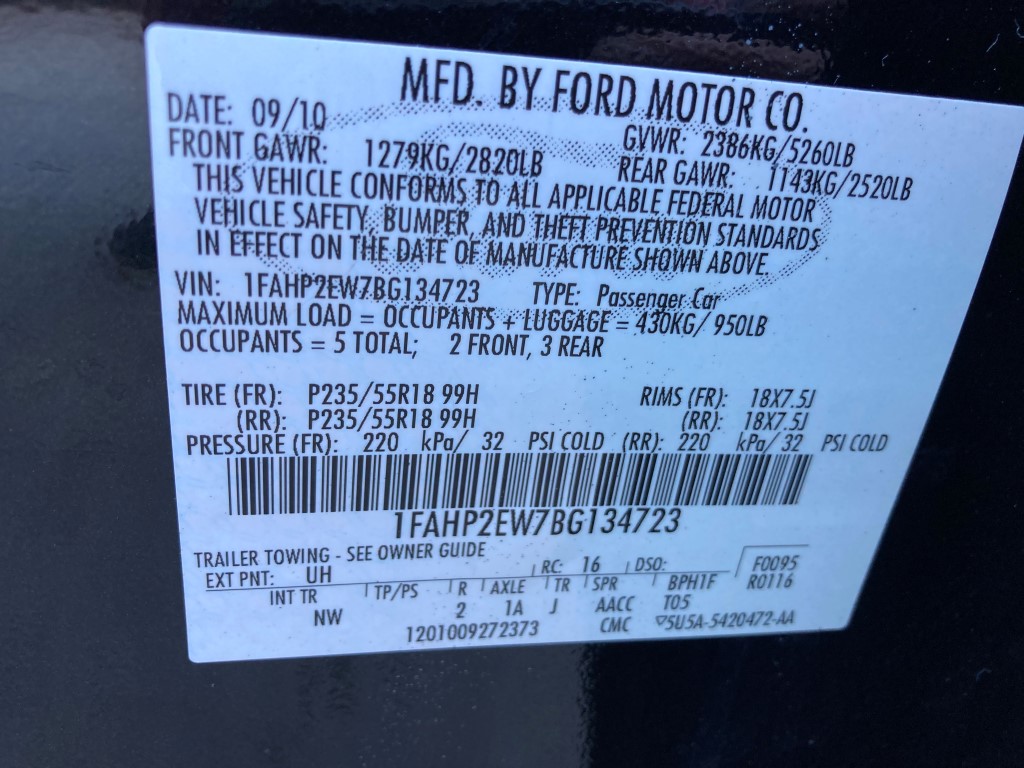 MFD. BY FORD MOTOR CO.
DATE: 09/10 GVWR: 2386KG/5260LB
FRONT GAWR: 1279KG/2820LB REAR GAWR: 1143KG/2520LB
THIS VEHICLE CONFORMS TO ALL APPLICABLE FEDERAL MOTOR
VEHICLE SAFETY, BUMPER, AND THEFT PREVENTION STANDARDS
IN EFFECT ON THE DATE OF MANUFACTURE SHOWN ABOVE.
VIN: 1FAHP2EW7BG134723 TYPE: Passenger Car
MAXIMUM LOAD = OCCUPANTS + LUGGAGE = 430KG/ 950LB
OCCUPANTS = 5 TOTAL; 2 FRONT, 3 REAR
TIRE (FR): P235/55R18 99H RIMS (FR): 18X7.5J
(RR): P235/55R18 99H (RR): 18X7.5J
PRESSURE (FR): 220 kPa/ 32 PSI COLD (RR): 220 kPa/ 32 PSI COLD
1FAHP2EW7BG134723
TRAILER TOWING - SEE OWNER GUIDE
EXT PNT: UH RC: 16 DSO: F0095
INT TR TP/PS R AXLE TR SPR BPH1F R0116
NW 2 1A J AACC T05
1201009272373 CMC ▽5U5A-5420472-AA